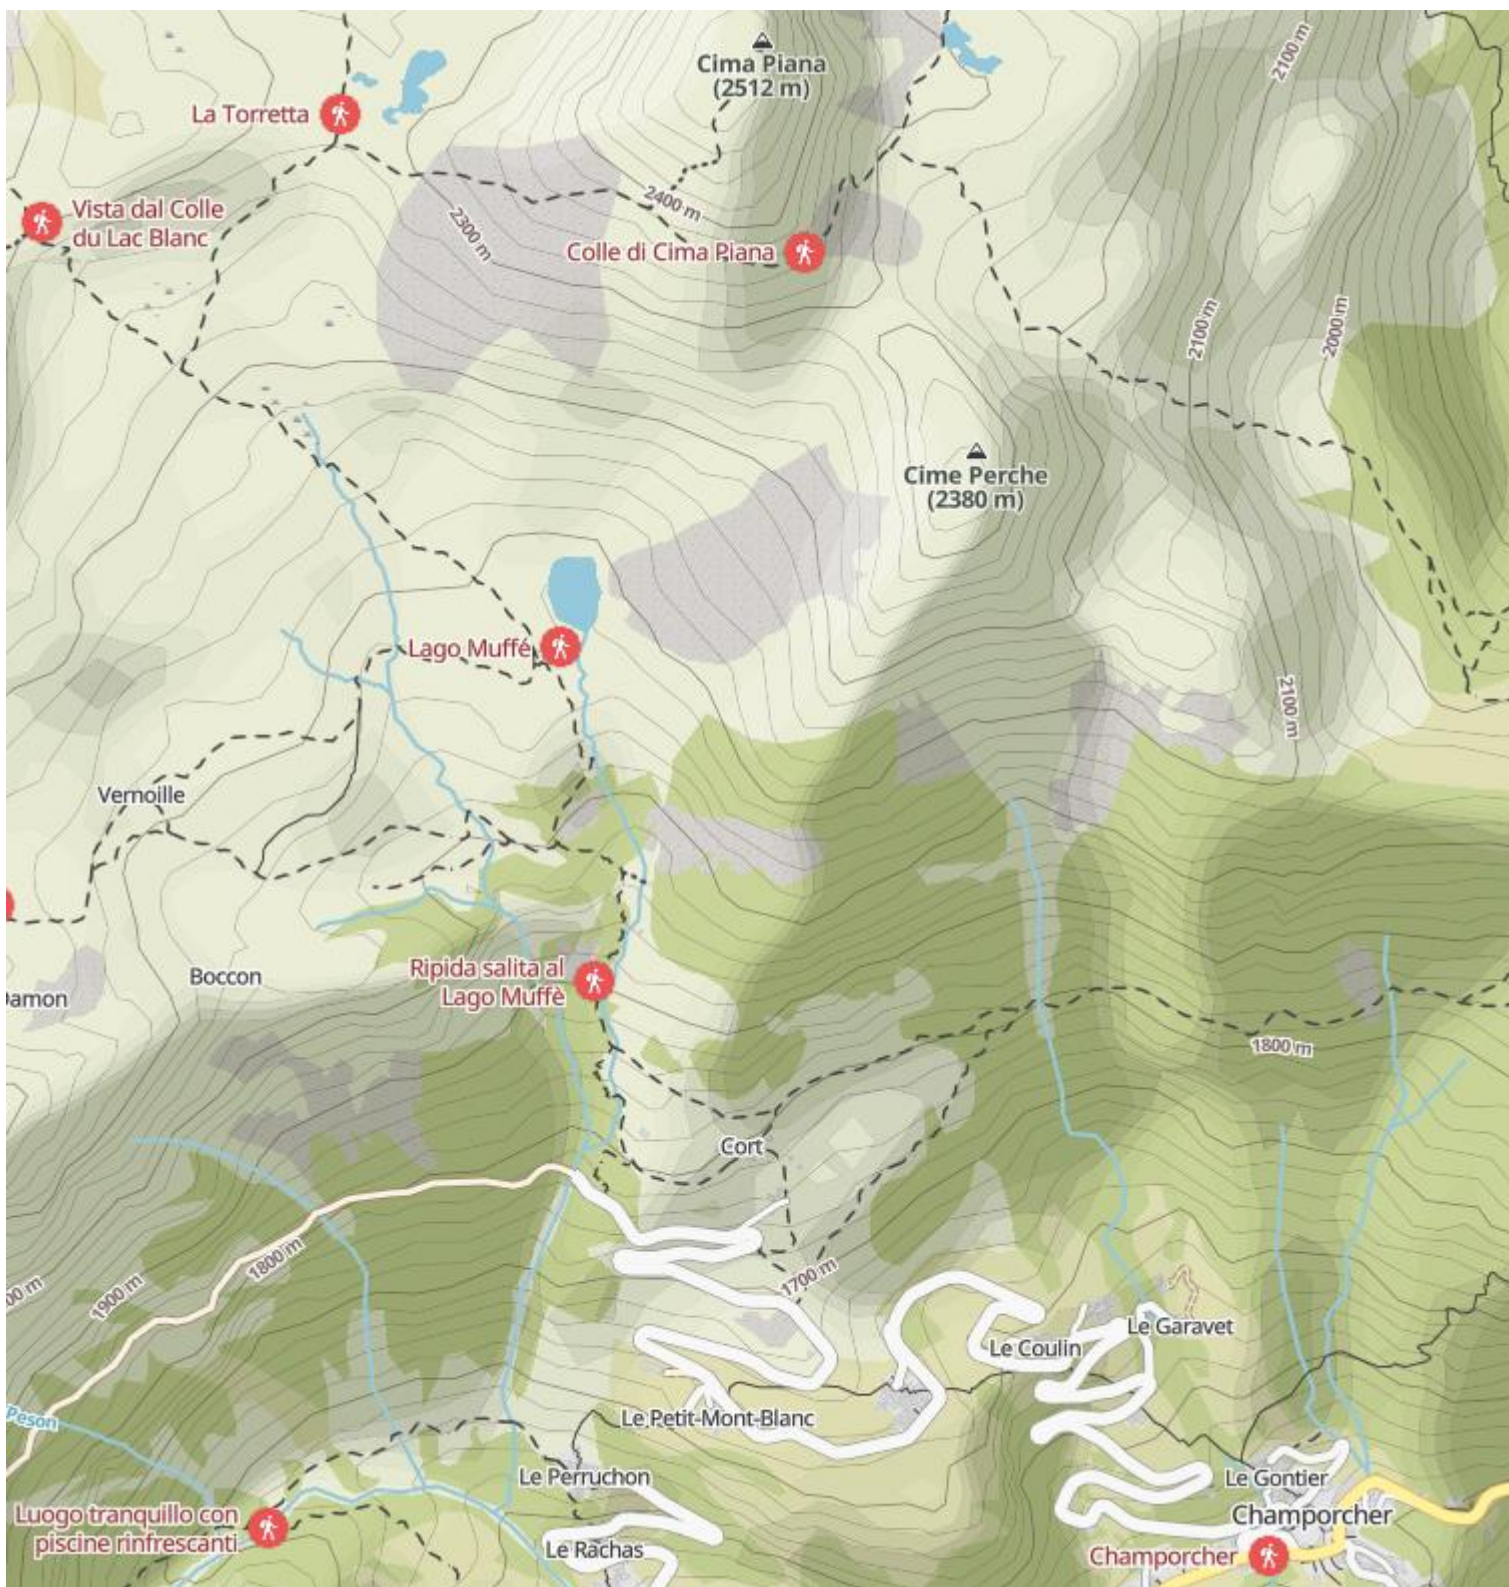 Cima Piana
(2512 m)
2100 m
La Torretta
2400 m
Vista dal Colle
du Lac Blanc
2300 m
Colle di Cima Piana
2100 m
2000 m
Cime Perche
(2380 m)
Lago Muffé
2100 m
Vernoille
Ripida salita al
Lago Muffè
Boccon
Damon
1800 m
Cort
1800 m
1900 m
00 m
1700 m
Le Garavet
Le Coulin
Peson
Le Petit-Mont-Blanc
Le Perruchon
Le Gontier
Champorcher
Luogo tranquillo con
piscine rinfrescanti
Le Rachas
Champorcher